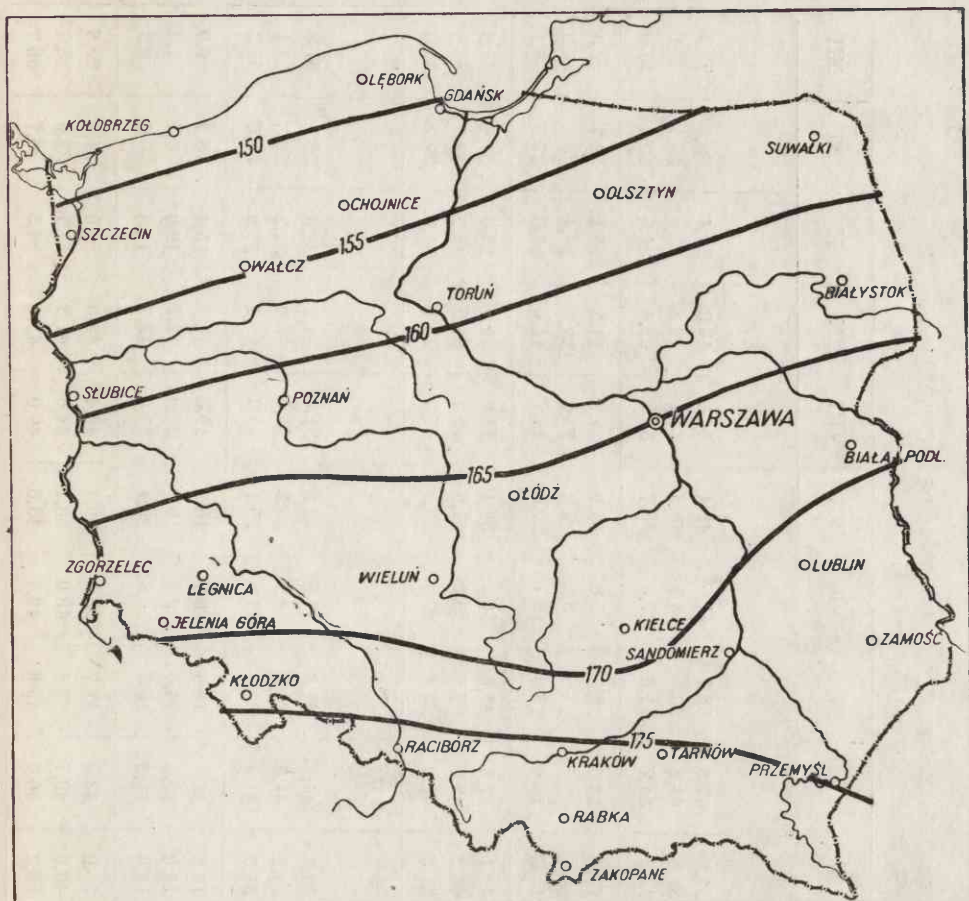 LĘBORK
GDAŃSK
KOŁOBRZEG
150
SUWAŁKI
OLSZTYN
CHOJNICE
SZCZECIN
155
WAŁCZ
TORUŃ
BIAŁYSTOK
160
SŁUBICE
POZNAŃ
WARSZAWA
BIAŁA PODL.
165
ŁÓDŹ
ZGORZELEC
LEGNICA
WIELUŃ
LUBLIN
JELENIA GÓRA
KIELCE
ZAMOŚĆ
SANDOMIERZ
170
KŁODZKO
RACIBÓRZ
175
KRAKÓW
TARNÓW
PRZEMYŚL
RABKA
ZAKOPANE